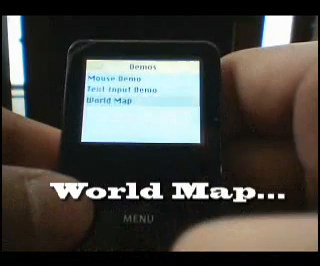 Demos
Mouse Demo
Text Input Demo
World Map
World Map...
MENU